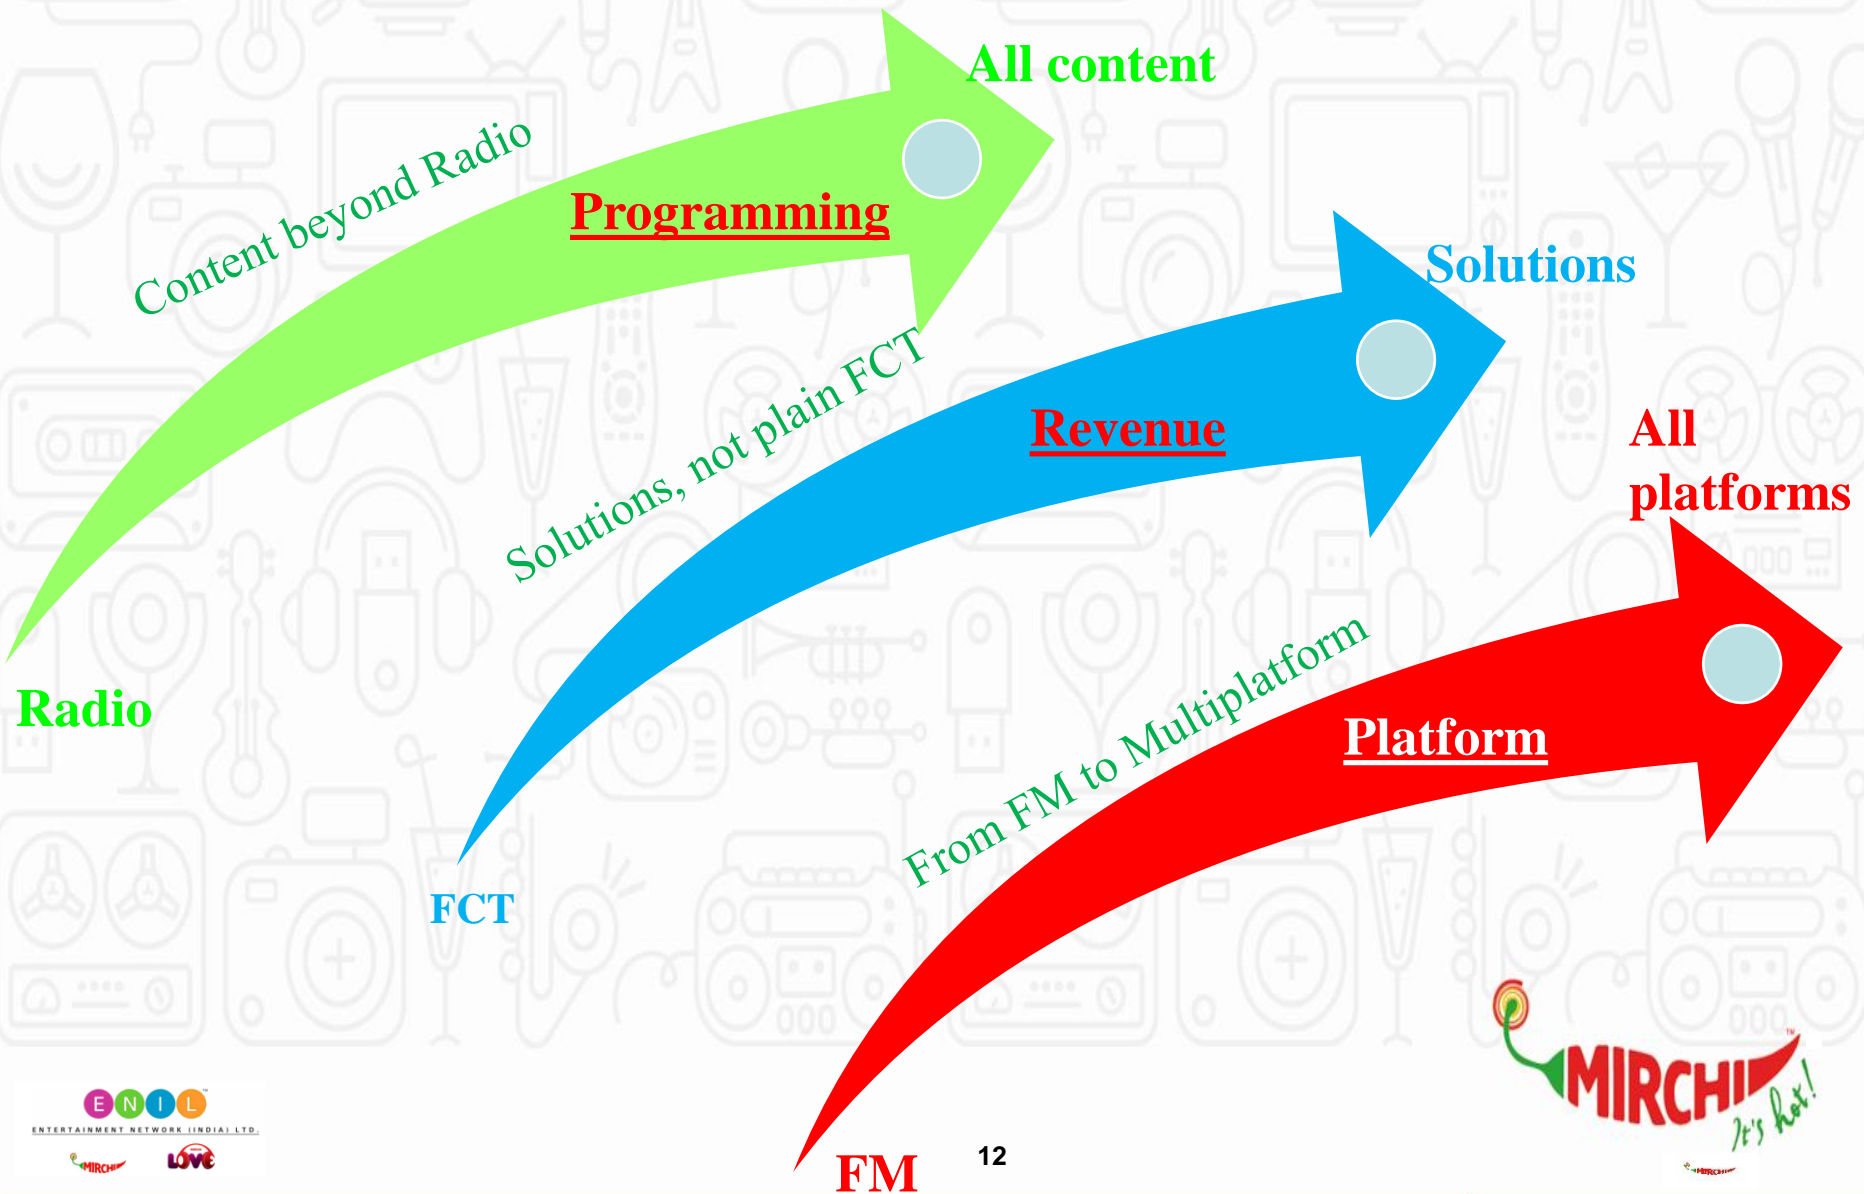 All content
Content beyond Radio
Programming
Radio
Solutions
Solutions, not plain FCT
Revenue
FCT
All
platforms
From FM to Multiplatform
Platform
FM
12
ENIL
ENTERTAINMENT NETWORK (INDIA) LTD.
MIRCHI
LOVE
MIRCHI™
It's hot!
MIRCHI